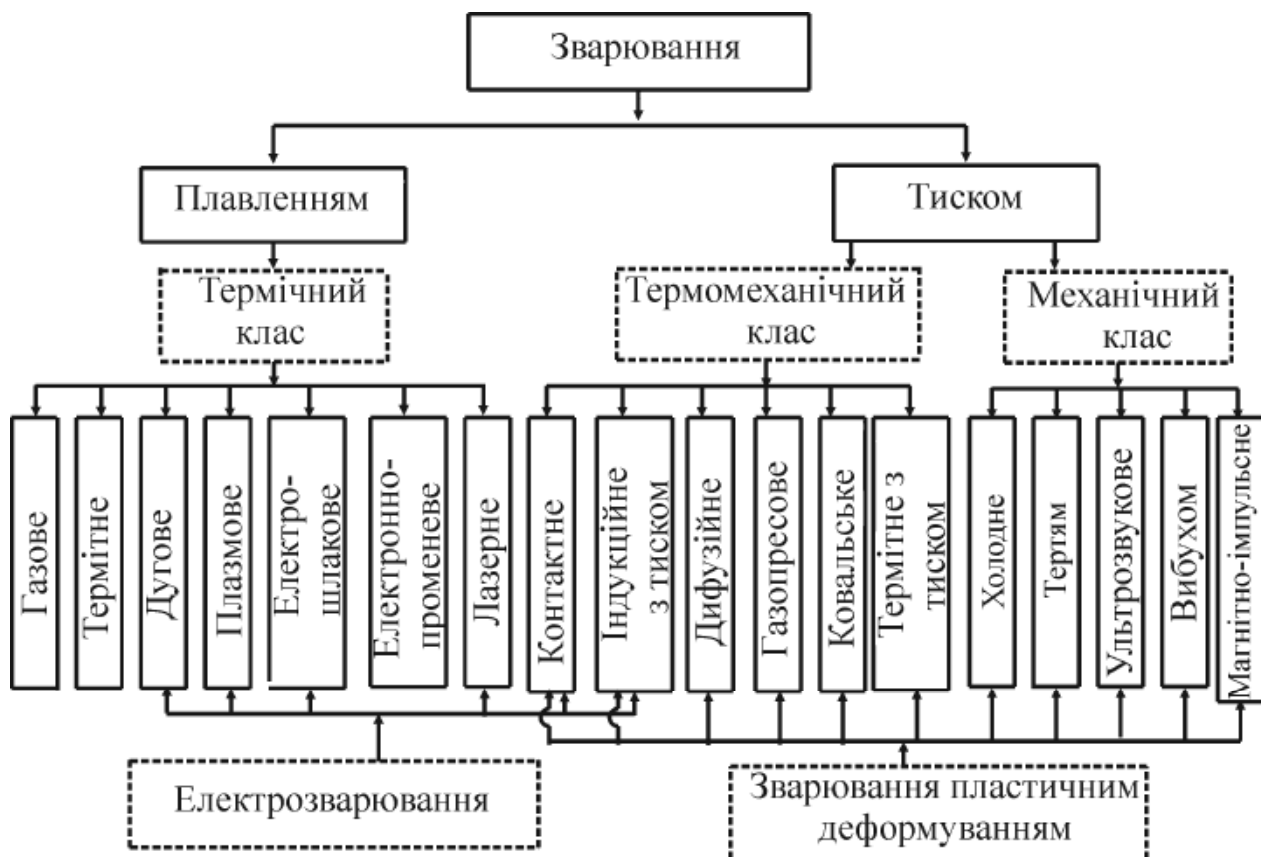 Зварювання
Плавленням
Тиском
Термічний
клас
Термомеханічний
клас
Механічний
клас
Газове
Термітне
Дугове
Плазмове
Електро-
шлакове
Електронно-
променеве
Лазерне
Контактне
Індукційне
з тиском
Дифузійне
Газопресове
Ковальське
Термітне з
тиском
Холодне
Тертям
Ультрозвукове
Вибухом
Магнітно-імпульсне
Електрозварювання
Зварювання пластичним
деформуванням